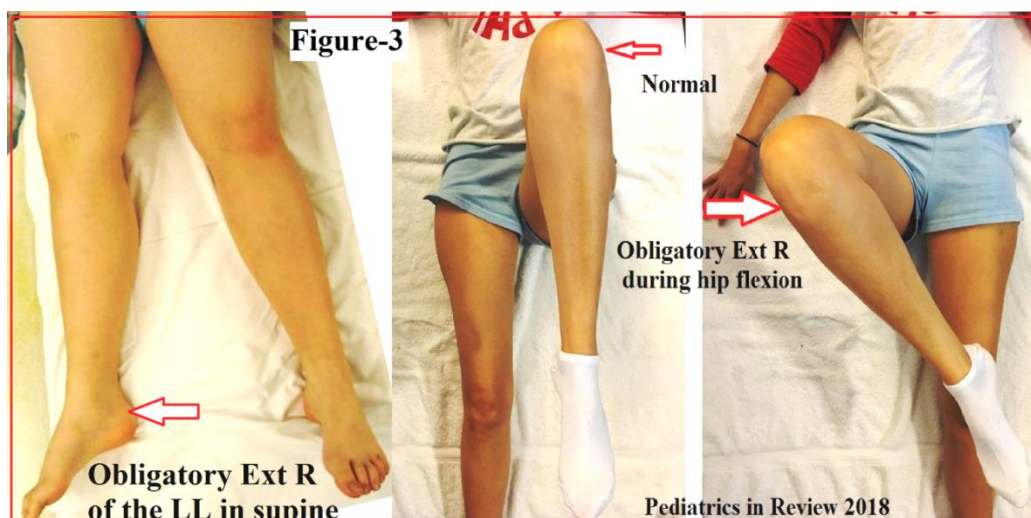 Figure-3
Normal
Obligatory Ext R
during hip flexion
Obligatory Ext R
of the LL in supine
Pediatrics in Review 2018